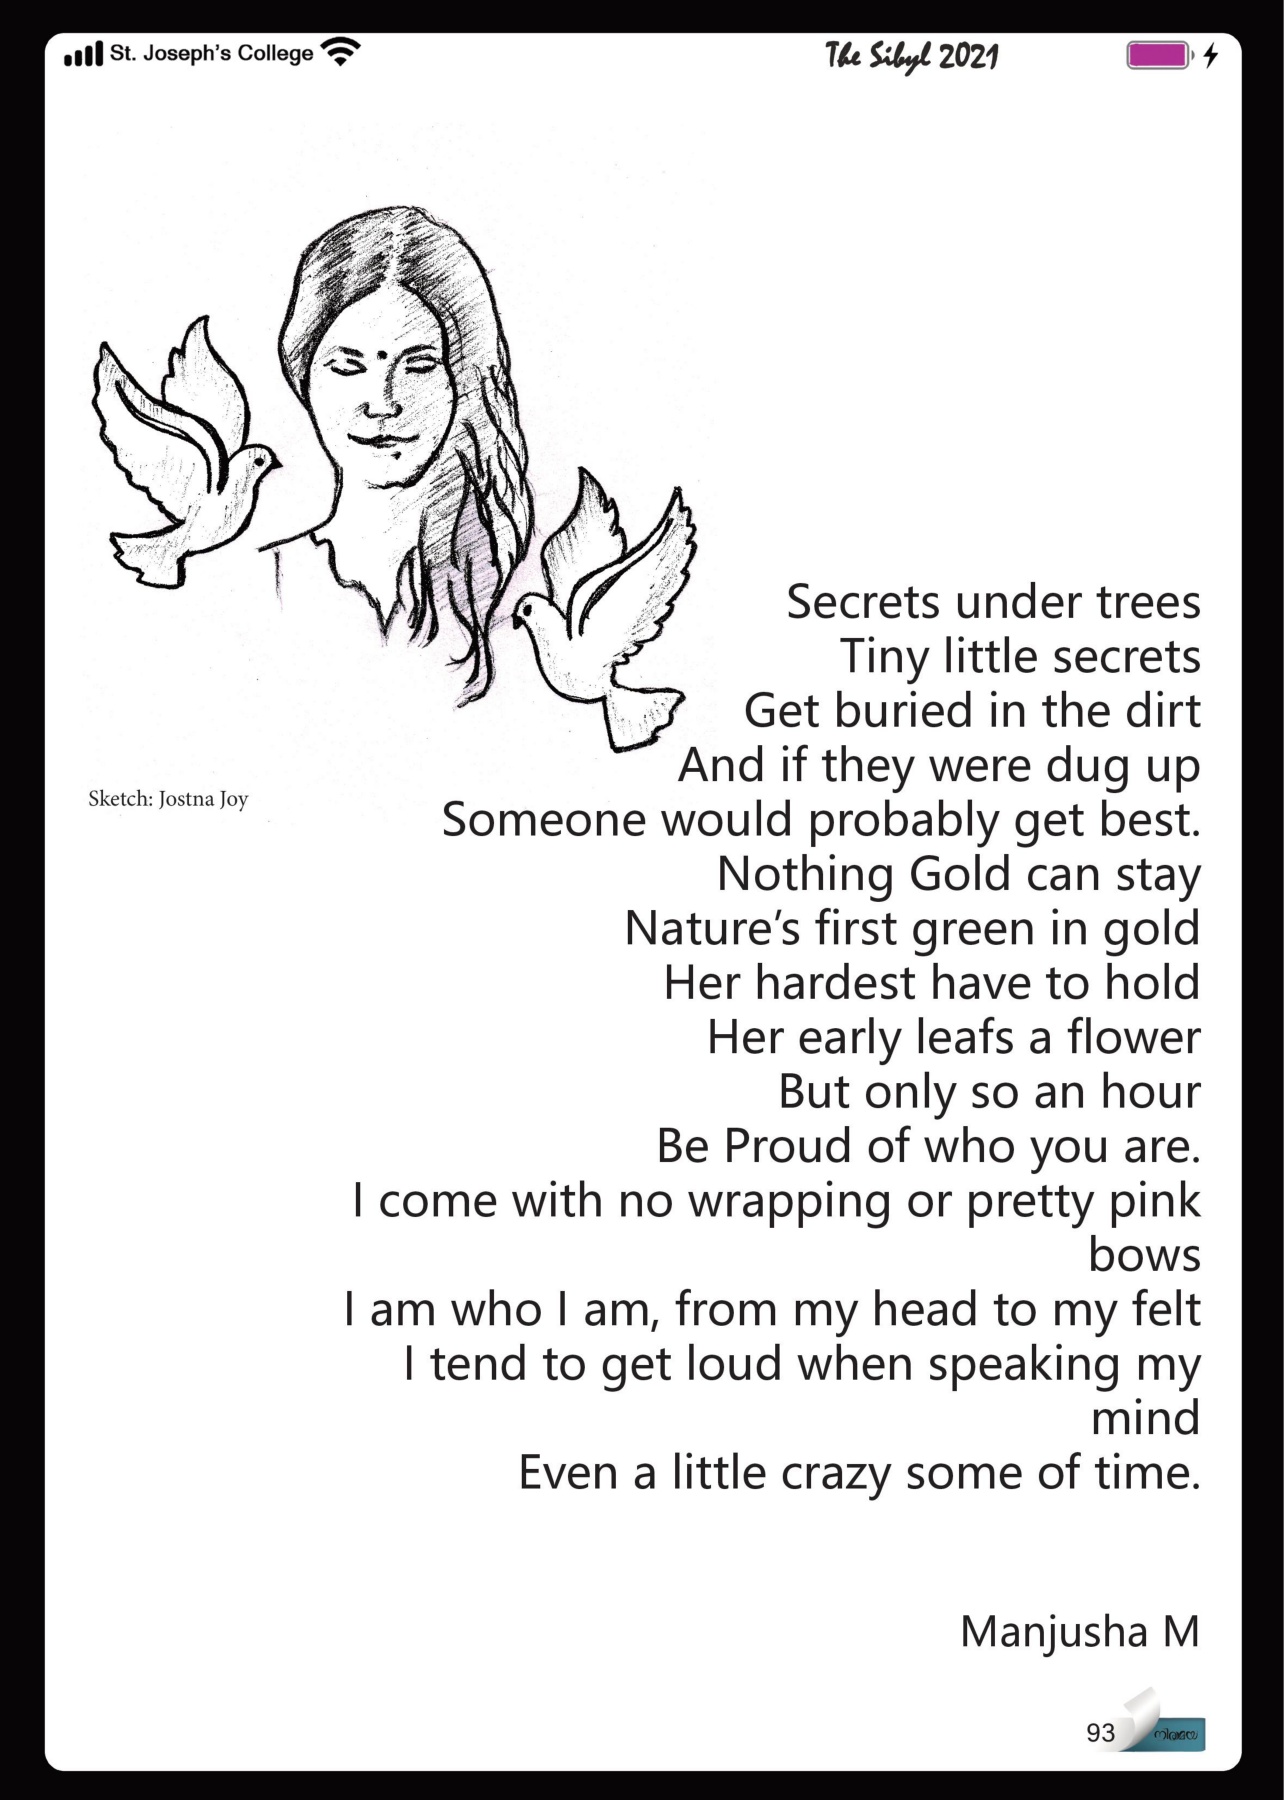 St. Joseph's College
The Sibyl 2021
Secrets under trees
Tiny little secrets
Get buried in the dirt
And if they were dug up
Sketch: Jostna Joy
Someone would probably get best.
Nothing Gold can stay
Nature's first green in gold
Her hardest have to hold
Her early leafs a flower
But only so an hour
Be Proud of who you are.
I come with no wrapping or pretty pink
bows
I am who I am, from my head to my felt
I tend to get loud when speaking my
mind
Even a little crazy some of time.
Manjusha M
93